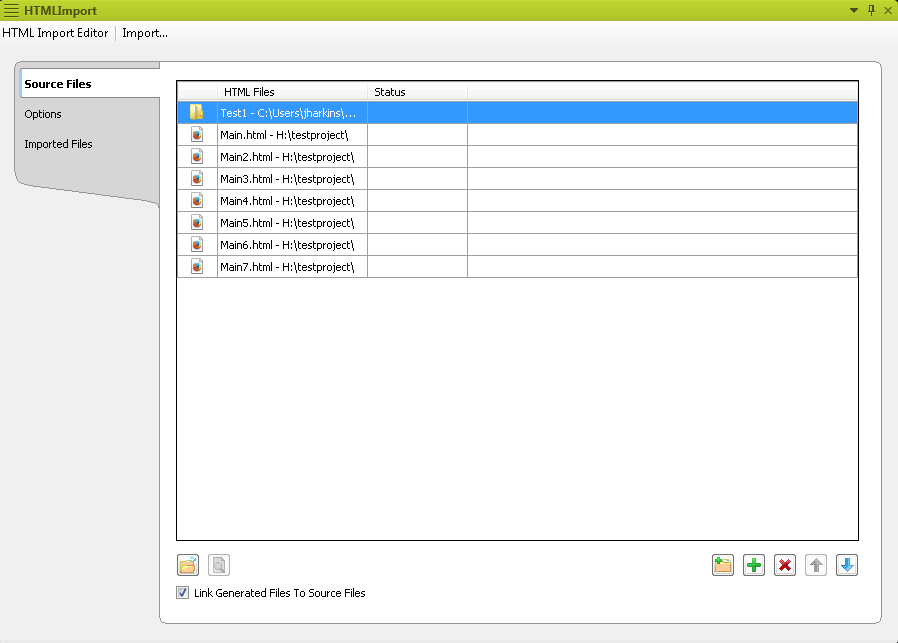 HTMLImport
HTML Import Editor Import...
Source Files
Options
Imported Files
HTML Files Status
Test1 - C:\Users\jharkins\...
Main.html - H:\testproject\
Main2.html - H:\testproject\
Main3.html - H:\testproject\
Main4.html - H:\testproject\
Main5.html - H:\testproject\
Main6.html - H:\testproject\
Main7.html - H:\testproject\
Link Generated Files To Source Files